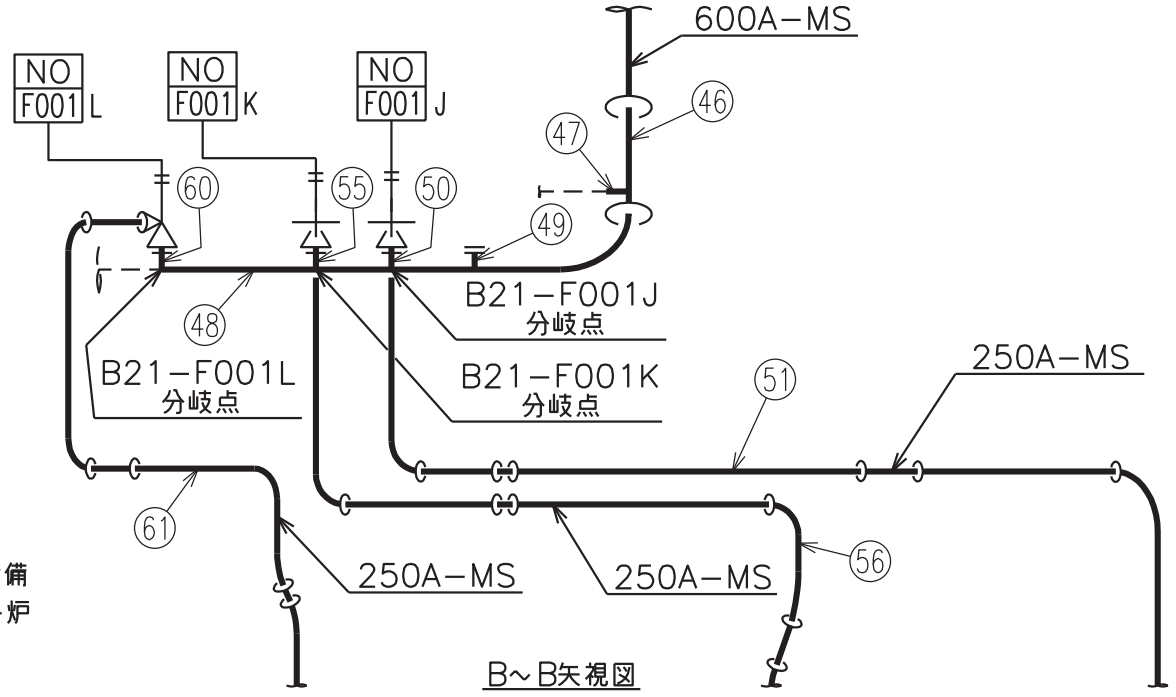 600A-MS
NO
F001 L
NO
F001 K
NO
F001 J
46
47
60
55
50
49
48
B21-F001J
分岐点
B21-F001L
分岐点
B21-F001K
分岐点
51
250A-MS
61
56
250A-MS
250A-MS
備
炉
B~B矢視図